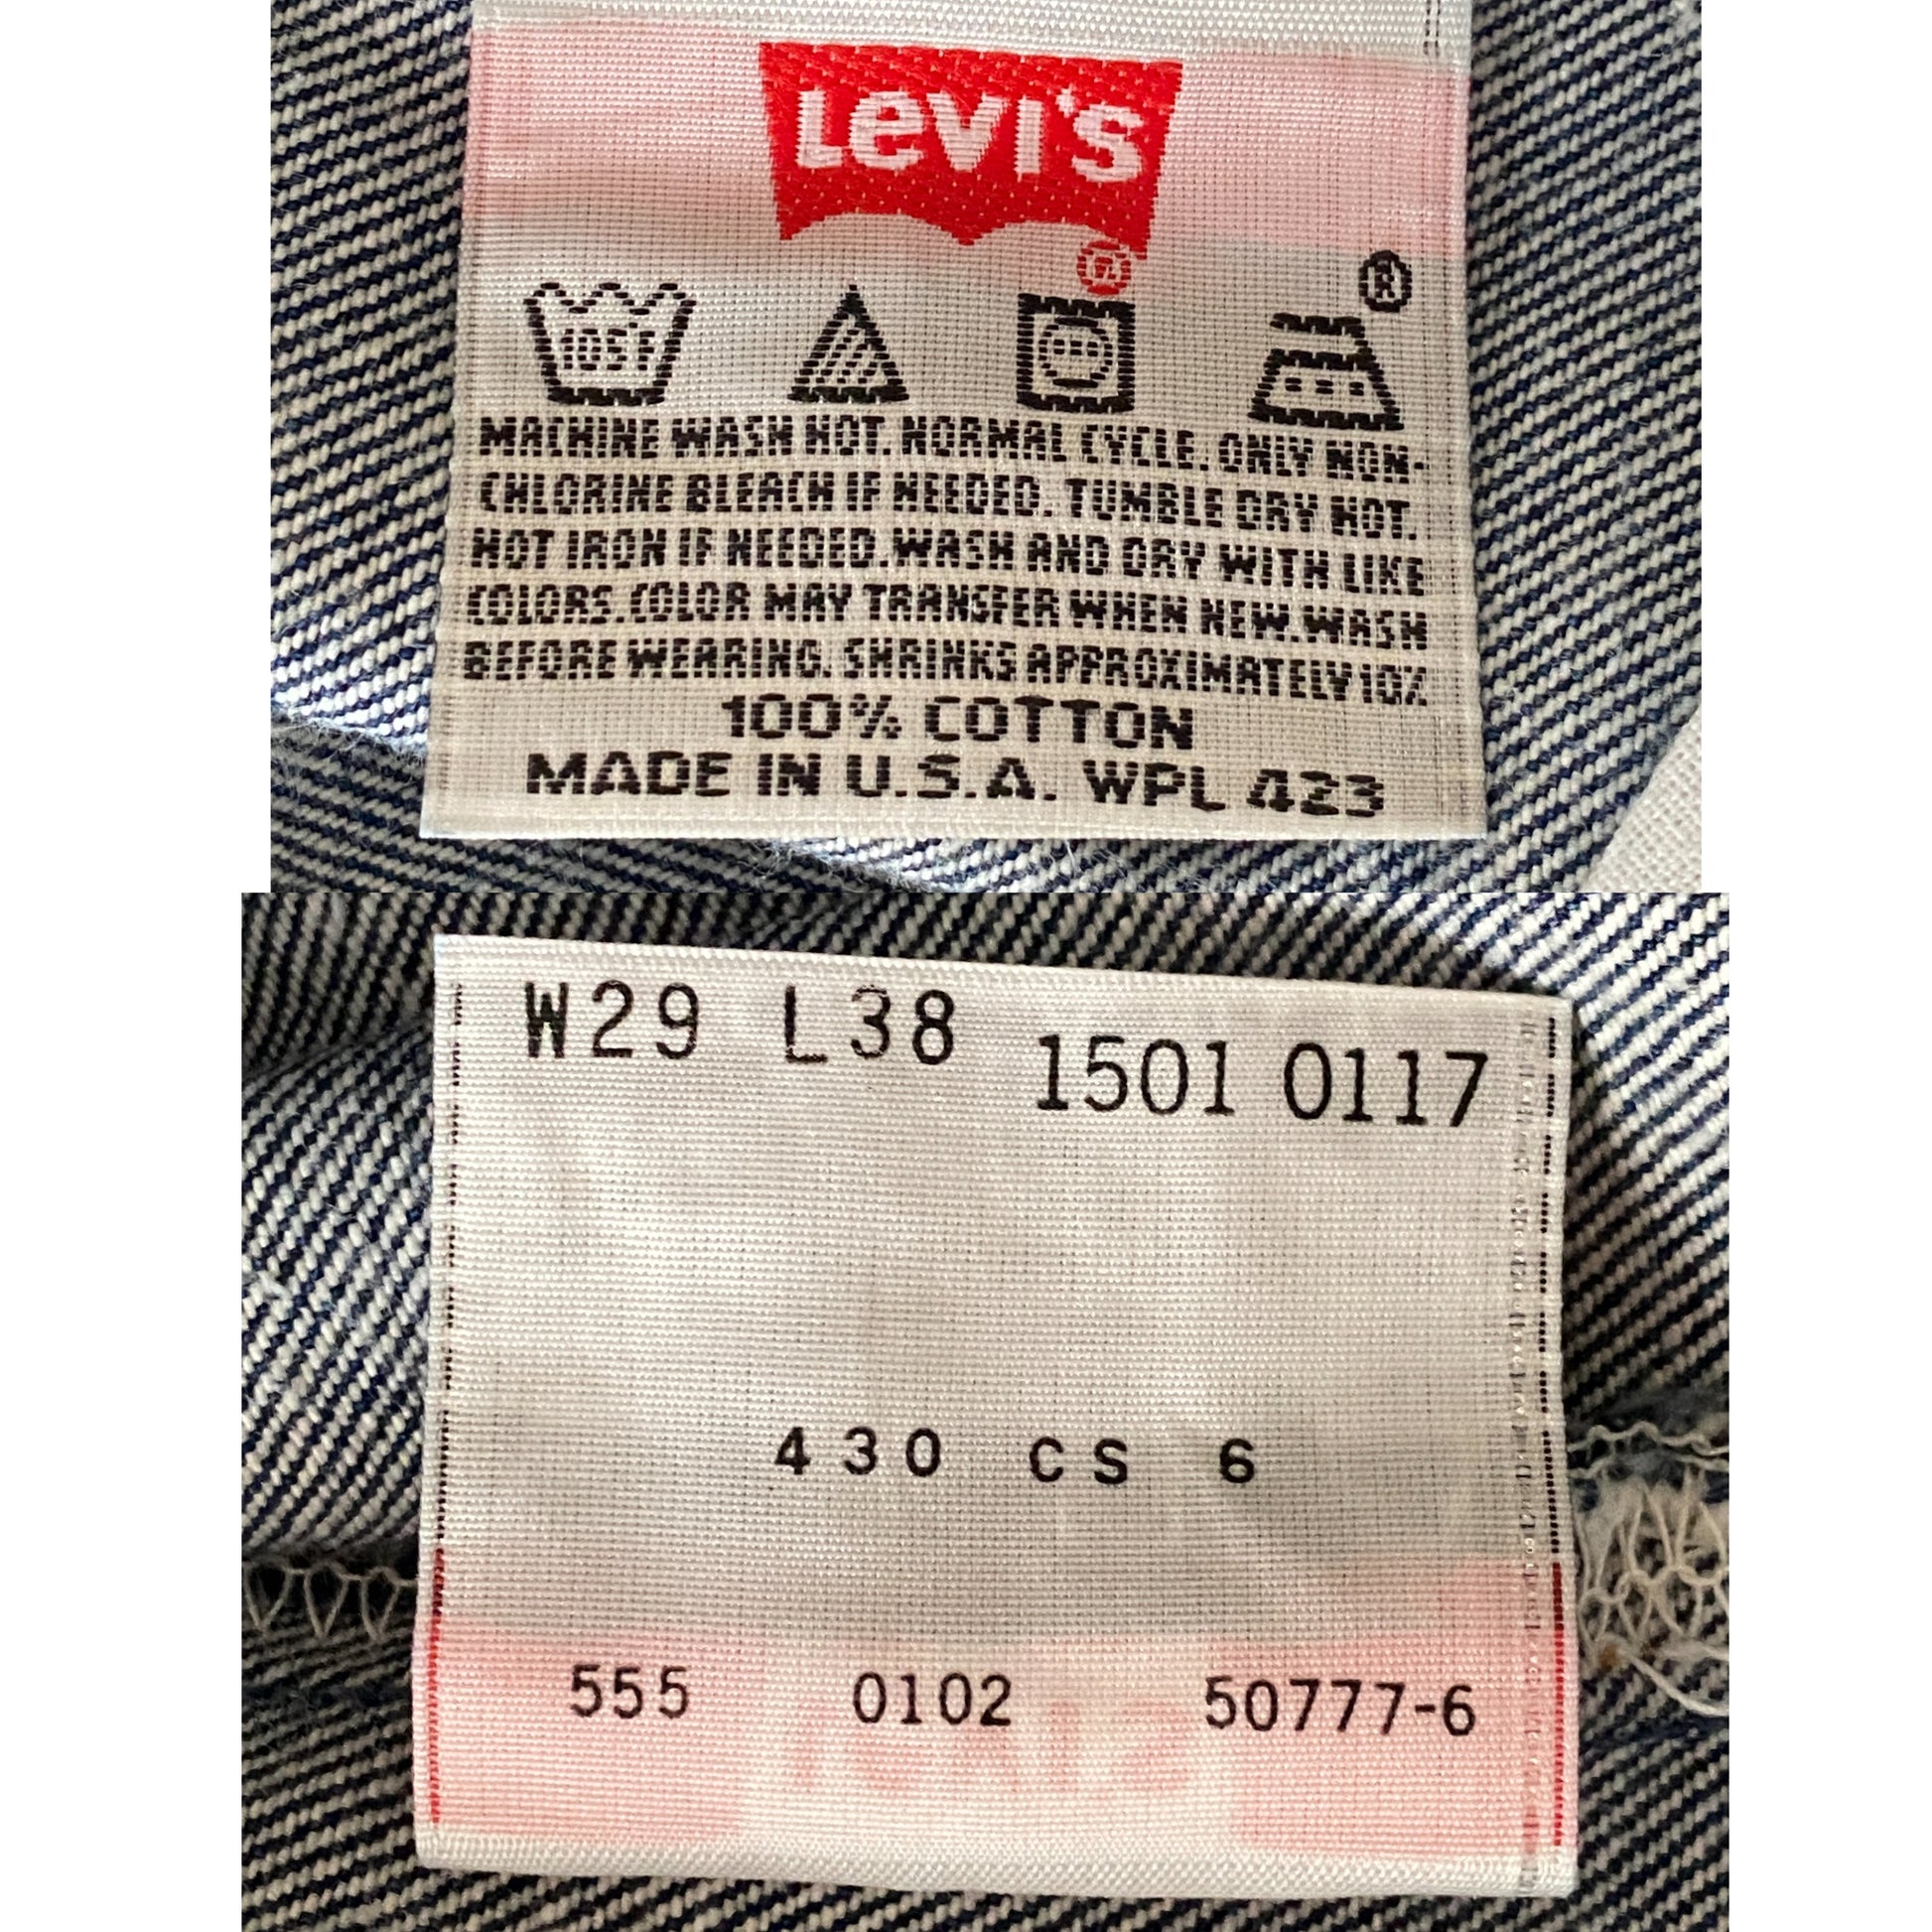 LEVI'S
®
®
105°F
MACHINE WASH HOT. NORMAL CYCLE. ONLY NON-
CHLORINE BLEACH IF NEEDED. TUMBLE DRY HOT.
HOT IRON IF NEEDED. WASH AND DRY WITH LIKE
COLORS. COLOR MAY TRANSFER WHEN NEW. WASH
BEFORE WEARING. SHRINKS APPROXIMATELY 10%
100% COTTON
MADE IN U.S.A. WPL 423
W29 L38 1501 0117
430 CS 6
555 0102 50777-6